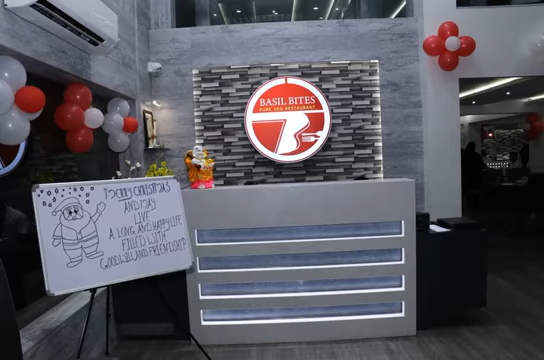 BASIL BITES
PURE VEG RESTAURANT
MERRY CHRISTMAS
AND MAY
LIVE
A LONG AND HAPPY LIFE
FILLED WITH
GOODWILL AND FRIENDSHIP